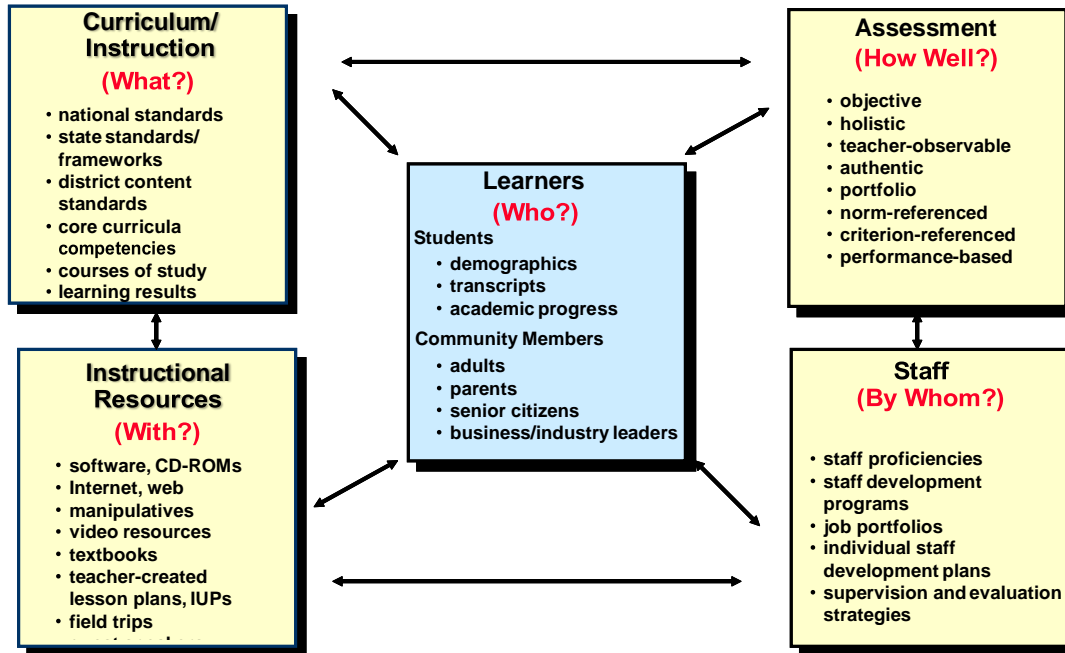 Curriculum/
Instruction
(What?)
• national standards
• state standards/
frameworks
• district content
standards
• core curricula
competencies
• courses of study
• learning results
Assessment
(How Well?)
• objective
• holistic
• teacher-observable
• authentic
• portfolio
• norm-referenced
• criterion-referenced
• performance-based
Learners
(Who?)
Students
• demographics
• transcripts
• academic progress
Community Members
• adults
• parents
• senior citizens
• business/industry leaders
Instructional
Resources
(With?)
• software, CD-ROMs
• Internet, web
• manipulatives
• video resources
• textbooks
• teacher-created
lesson plans, IUPs
• field trips
Staff
(By Whom?)
• staff proficiencies
• staff development
programs
• job portfolios
• individual staff
development plans
• supervision and evaluation
strategies